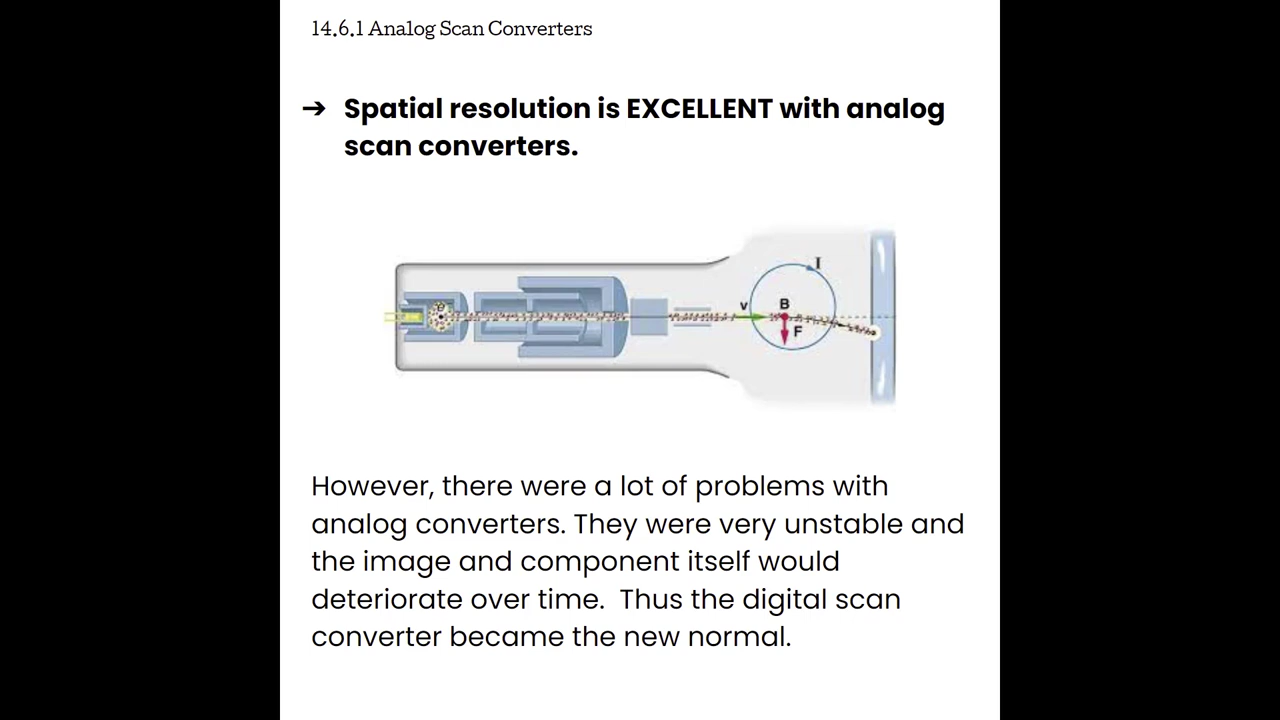 14.6.1 Analog Scan Converters
➔ Spatial resolution is EXCELLENT with analog
scan converters.
e
I
v
B
F
However, there were a lot of problems with
analog converters. They were very unstable and
the image and component itself would
deteriorate over time.  Thus the digital scan
converter became the new normal.